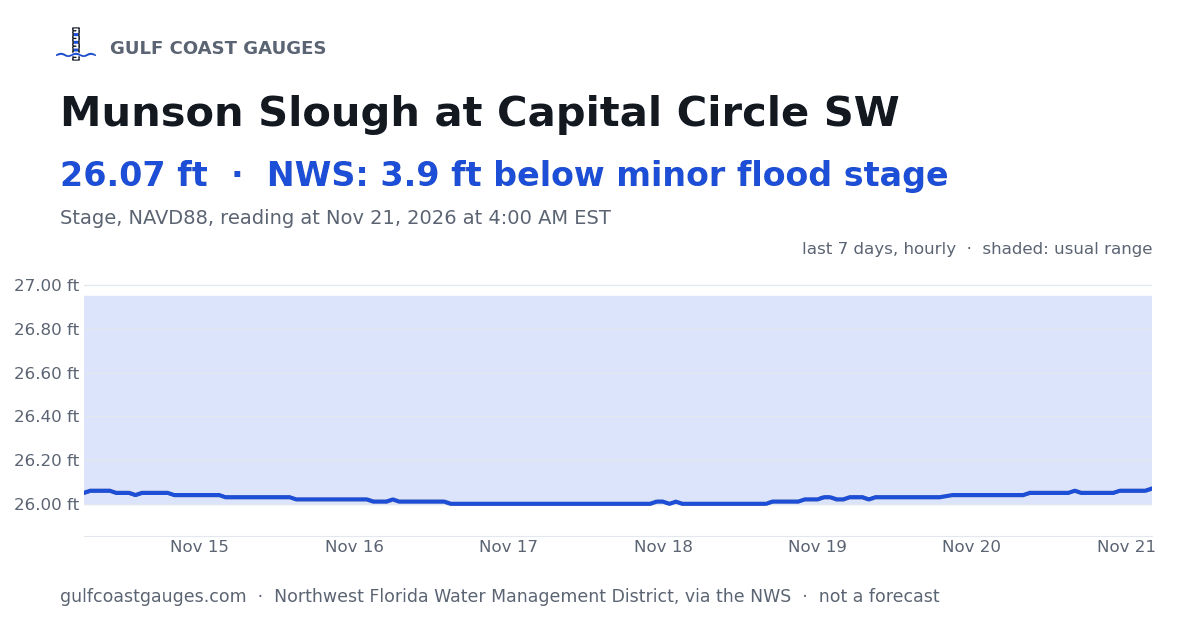 GULF COAST GAUGES
Munson Slough at Capital Circle SW
26.07 ft · NWS: 3.9 ft below minor flood stage
Stage, NAVD88, reading at Nov 21, 2026 at 4:00 AM EST
last 7 days, hourly · shaded: usual range
27.00 ft
26.80 ft
26.60 ft
26.40 ft
26.20 ft
26.00 ft
Nov 15 Nov 16 Nov 17 Nov 18 Nov 19 Nov 20 Nov 21
gulfcoastgauges.com · Northwest Florida Water Management District, via the NWS · not a forecast